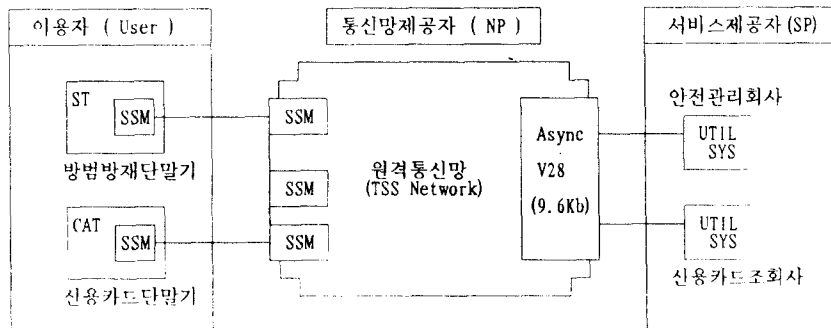 이용자 ( User )
통신망제공자 ( NP )
서비스제공자 (SP)
ST
SSM
방범방재단말기
CAT
SSM
신용카드단말기
SSM
SSM
SSM
원격통신망
(TSS Network)
Async
V28
(9.6Kb)
안전관리회사
UTIL
SYS
UTIL
SYS
신용카드조회사